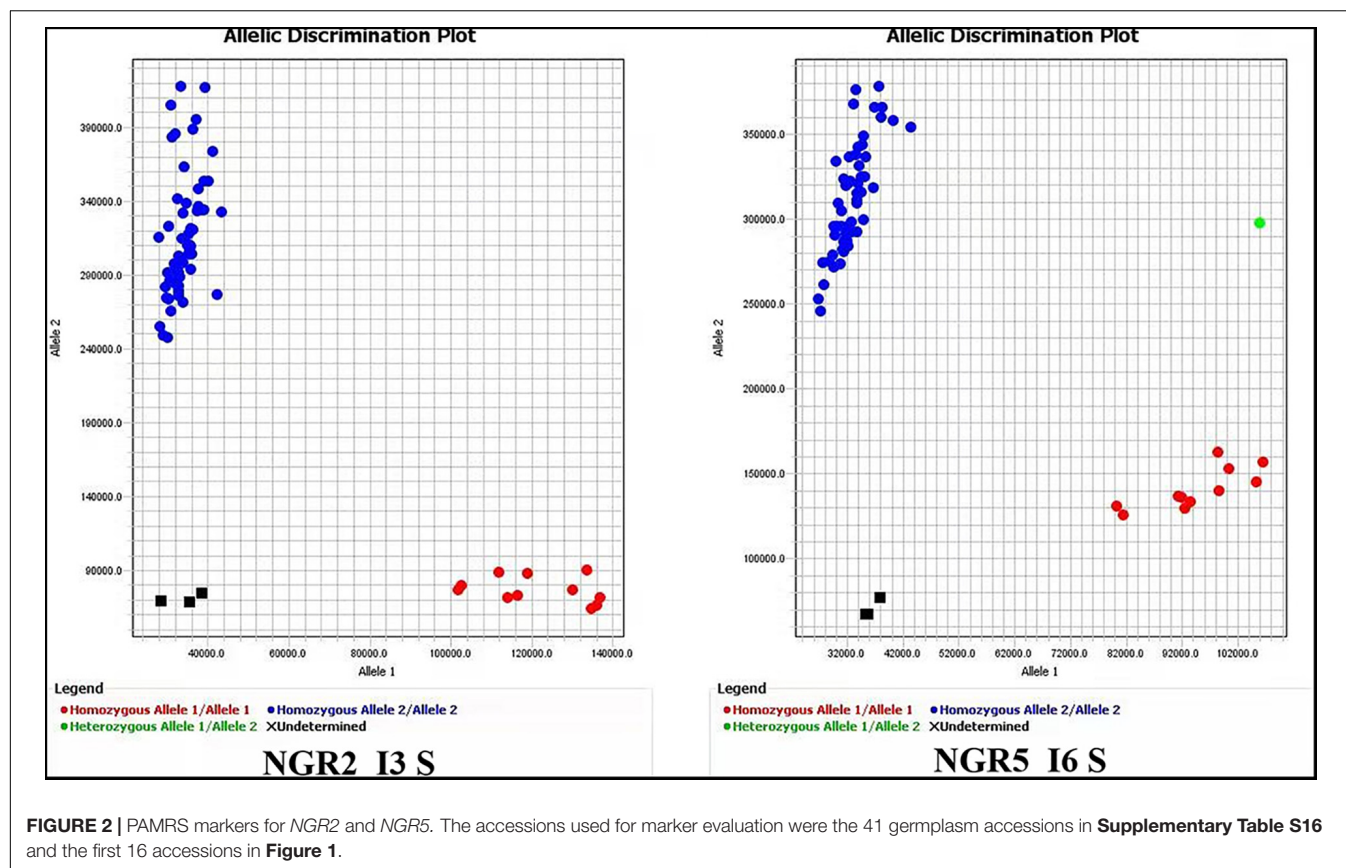 Allelic Discrimination Plot
390000.0
340000.0
290000.0
240000.0
190000.0
140000.0
90000.0
Allele 2
40000.0 60000.0 80000.0 100000.0 120000.0 140000.0
Allele 1
Legend
Homozygous Allele 1/Allele 1 Homozygous Allele 2/Allele 2
Heterozygous Allele 1/Allele 2 XUndetermined
NGR2 I3 S
Allelic Discrimination Plot
350000.0
300000.0
250000.0
200000.0
150000.0
100000.0
Allele 2
32000.0 42000.0 52000.0 62000.0 72000.0 82000.0 92000.0 102000.0
Allele 1
Legend
Homozygous Allele 1/Allele 1 Homozygous Allele 2/Allele 2
Heterozygous Allele 1/Allele 2 XUndetermined
NGR5 I6 S
FIGURE 2 | PAMRS markers for NGR2 and NGR5. The accessions used for marker evaluation were the 41 germplasm accessions in Supplementary Table S16
and the first 16 accessions in Figure 1.